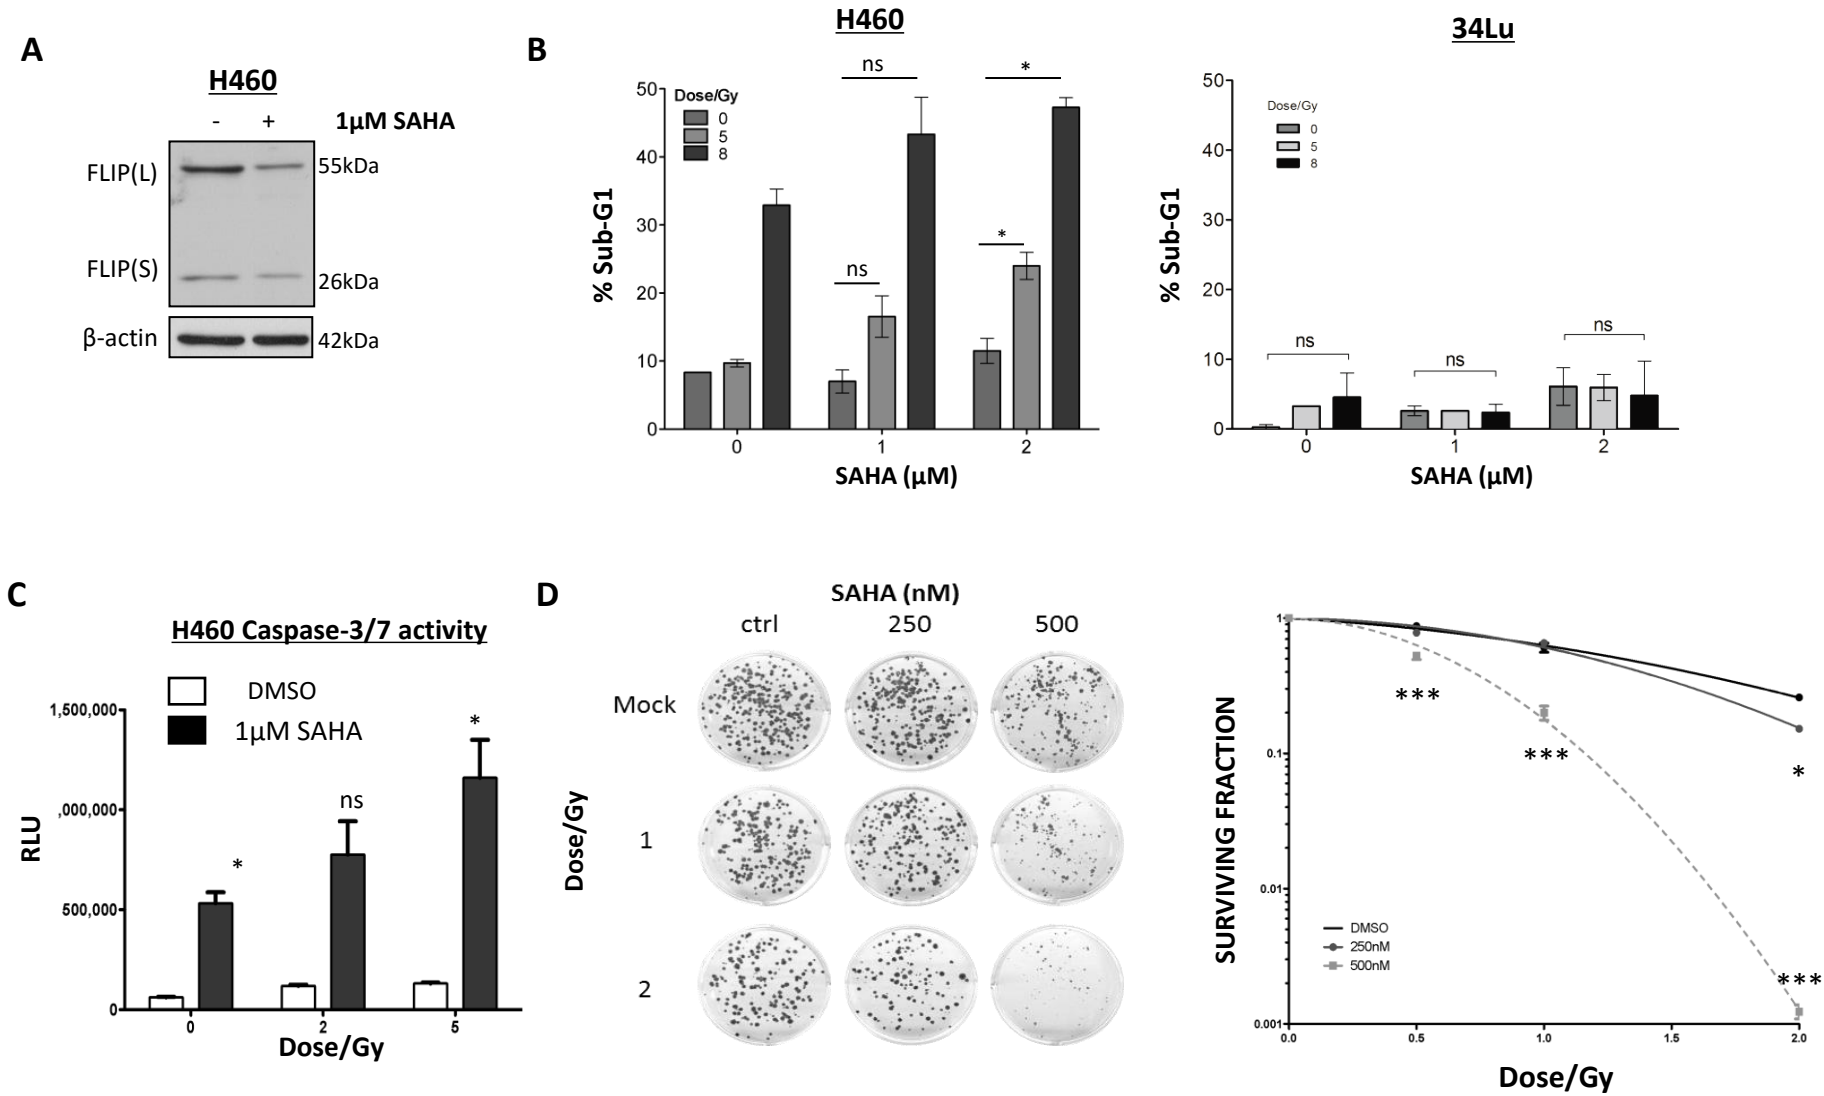 A
H460
- + 1µM SAHA
FLIP(L) 55kDa
FLIP(S) 26kDa
β-actin 42kDa
B
H460
ns *
50
40
30
20
10
0
% Sub-G1
Dose/Gy
0
5
8
ns *
0 1 2
SAHA (µM)
34Lu
50
40
30
20
10
0
% Sub-G1
Dose/Gy
0
5
8
ns ns ns
0 1 2
SAHA (µM)
C
H460 Caspase-3/7 activity
DMSO
1µM SAHA
1,500,000
,000,000
500,000
0
RLU
* ns *
0 2 5
Dose/Gy
D
SAHA (nM)
ctrl 250 500
Mock
1
2
Dose/Gy
1
0.1
0.01
0.001
SURVIVING FRACTION
***
***
*
***
DMSO
250nM
500nM
0.0 0.5 1.0 1.5 2.0
Dose/Gy